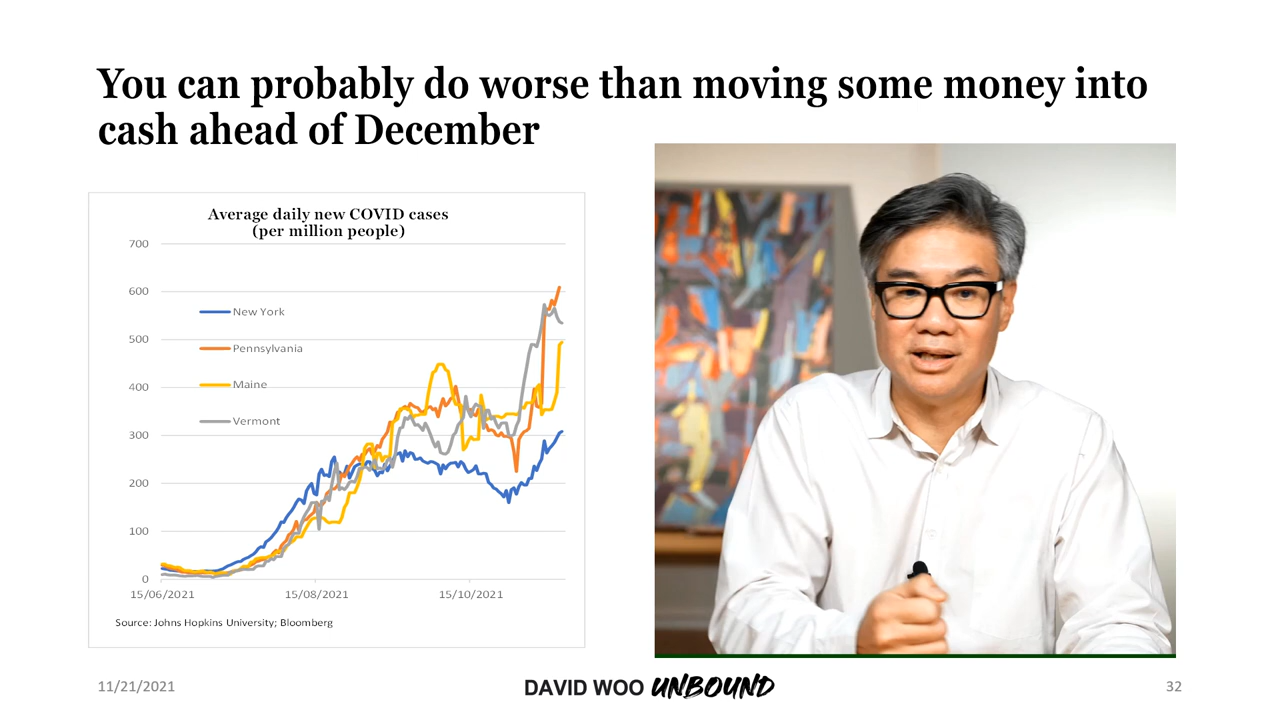 You can probably do worse than moving some money into
cash ahead of December
Average daily new COVID cases
(per million people)
700
600
500
400
300
200
100
0
New York
Pennsylvania
Maine
Vermont
15/06/2021
15/08/2021
15/10/2021
Source: Johns Hopkins University; Bloomberg
11/21/2021
DAVID WOO UNBOUND
32